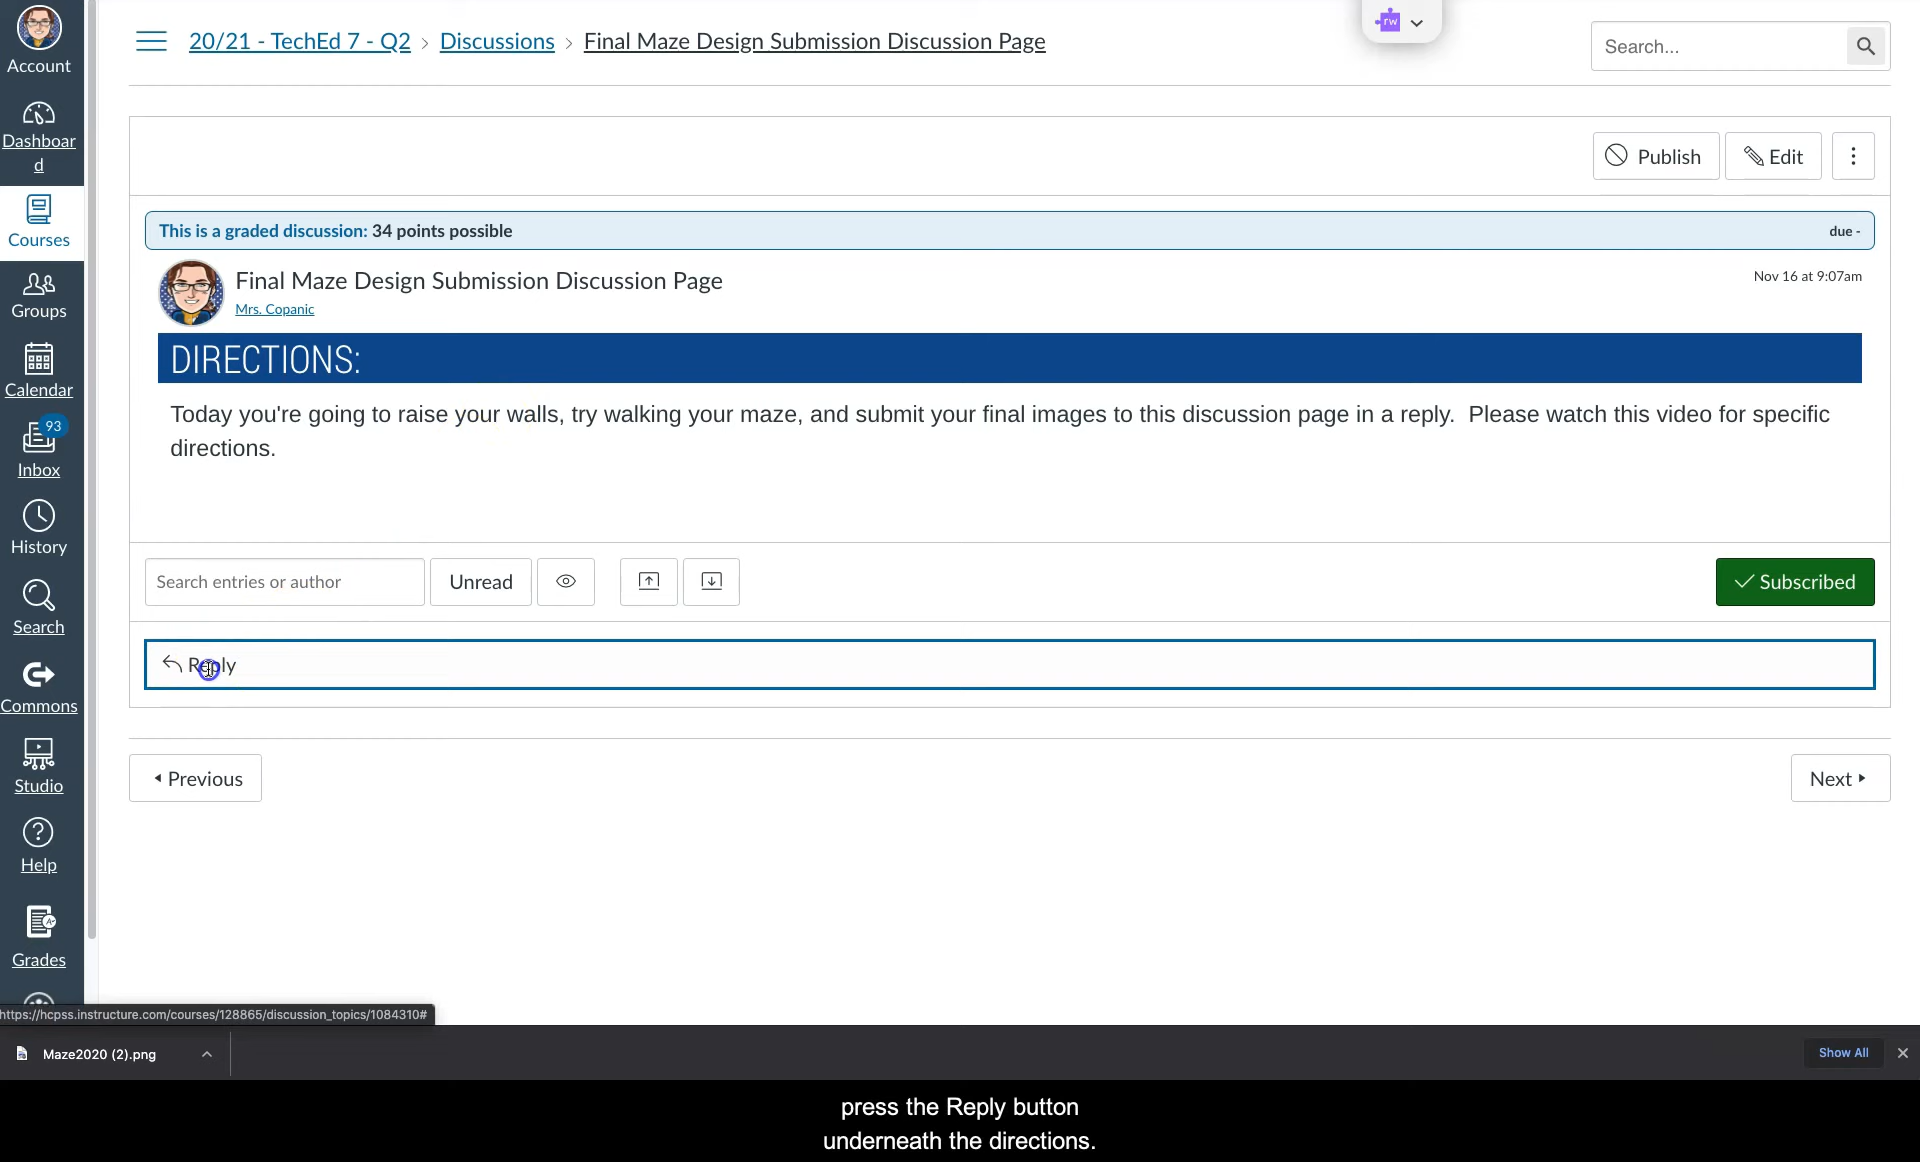 Account
Dashboar
d
Courses
Groups
Calendar
93
Inbox
History
Search
Commons
Studio
Help
Grades
20/21 - TechEd 7 - Q2 > Discussions > Final Maze Design Submission Discussion Page
rw
Search...
Publish
Edit
This is a graded discussion: 34 points possible
due -
Final Maze Design Submission Discussion Page
Nov 16 at 9:07am
Mrs. Copanic
DIRECTIONS:
Today you're going to raise your walls, try walking your maze, and submit your final images to this discussion page in a reply. Please watch this video for specific
directions.
Search entries or author
Unread
Subscribed
Reply
Previous
Next
https://hcpss.instructure.com/courses/128865/discussion_topics/1084310#
Maze2020 (2).png
Show All
press the Reply button
underneath the directions.